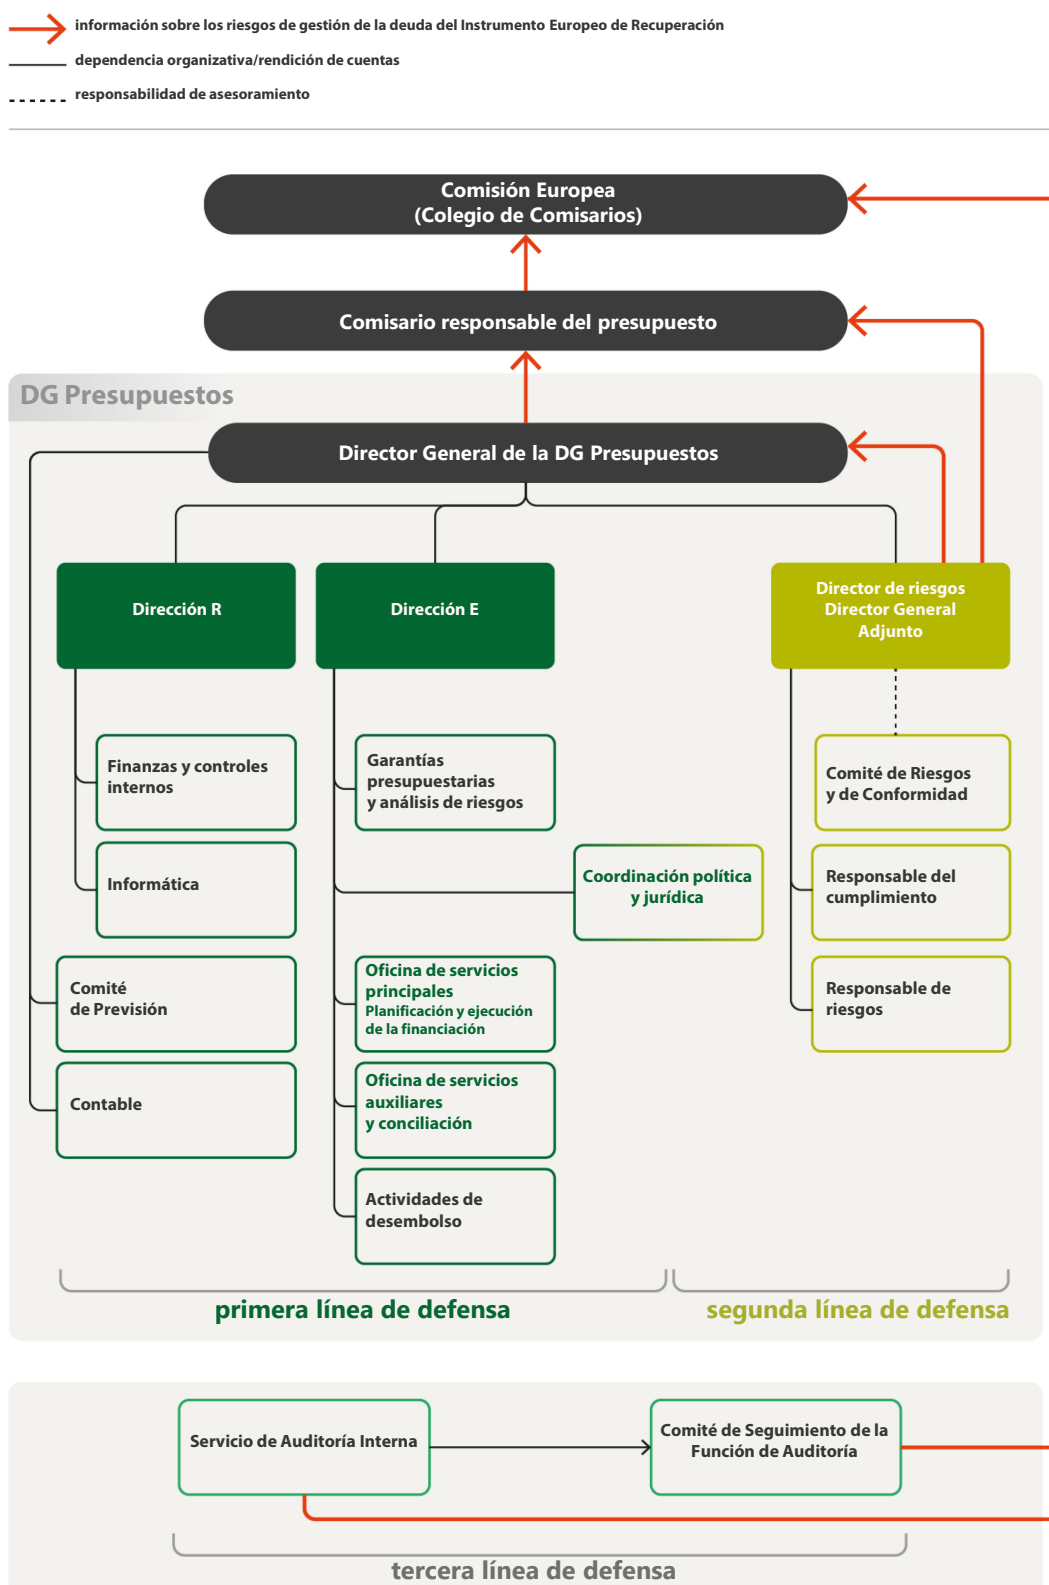 información sobre los riesgos de gestión de la deuda del Instrumento Europeo de Recuperación
dependencia organizativa/rendición de cuentas
responsabilidad de asesoramiento
Comisión Europea
(Colegio de Comisarios)
Comisario responsable del presupuesto
DG Presupuestos
Director General de la DG Presupuestos
Dirección R
Dirección E
Director de riesgos
Director General
Adjunto
Finanzas y controles
internos
Informática
Comité
de Previsión
Contable
Garantías
presupuestarias
y análisis de riesgos
Coordinación política
y jurídica
Oficina de servicios
principales
Planificación y ejecución
de la financiación
Oficina de servicios
auxiliares
y conciliación
Actividades de
desembolso
Comité de Riesgos
y de Conformidad
Responsable del
cumplimiento
Responsable de
riesgos
primera línea de defensa
segunda línea de defensa
Servicio de Auditoría Interna
Comité de Seguimiento de la
Función de Auditoría
tercera línea de defensa